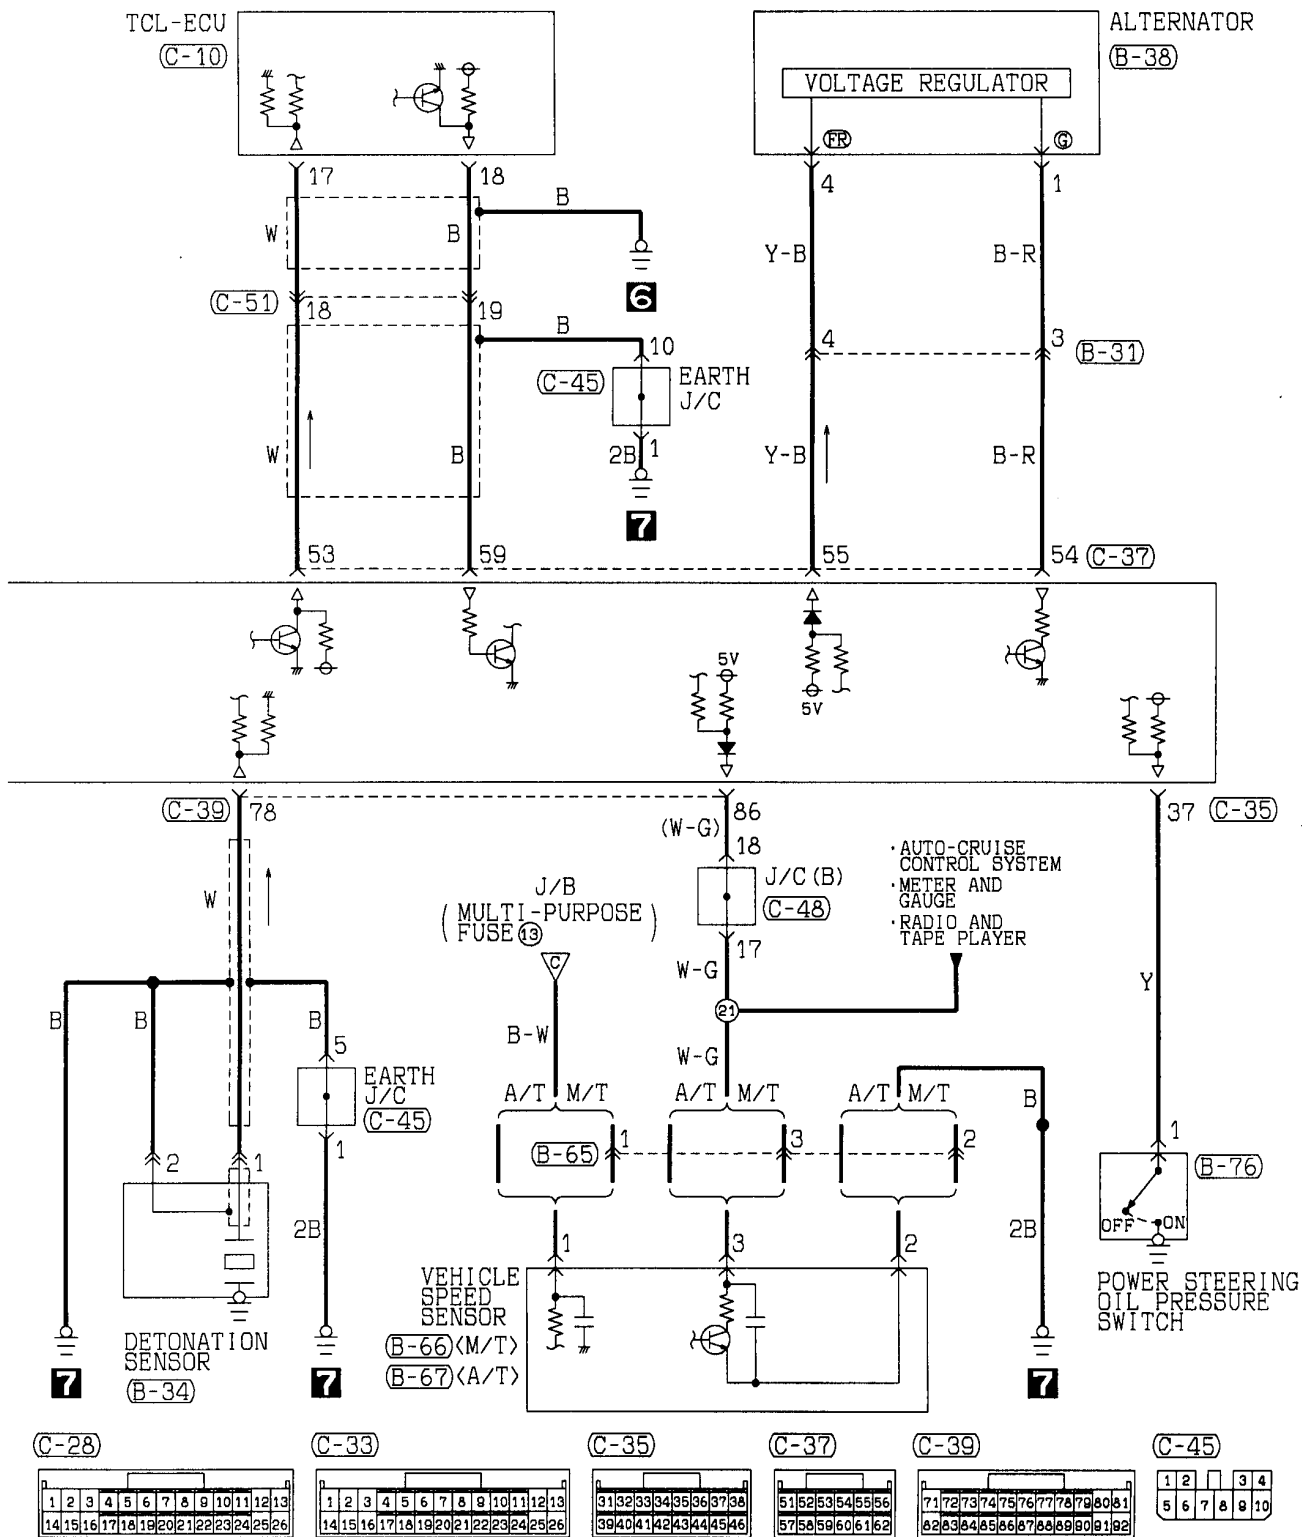 TCL-ECU
C-10
ALTERNATOR
B-38
VOLTAGE REGULATOR
FR
G
17
18
4
1
B
W
B
Y-B
B-R
6
C-51
18
19
B
10
4
3
B-31
C-45
EARTH
J/C
W
B
2B
1
Y-B
B-R
7
53
59
55
54
C-37
5V
5V
C-39
78
86
37
C-35
(W-G)
18
J/C(B)
C-48
17
W-G
· AUTO-CRUISE
CONTROL SYSTEM
· METER AND
GAUGE
· RADIO AND
TAPE PLAYER
W
J/B
(MULTI-PURPOSE
FUSE 13)
C
21
Y
B
B
B
5
B-W
W-G
EARTH
J/C
C-45
A/T M/T
A/T M/T
A/T M/T
B
2
1
1
B-65
1
3
2
1
B-76
2B
1
3
2
2B
OFF
ON
VEHICLE
SPEED
SENSOR
B-66 <M/T>
B-67 <A/T>
POWER STEERING
OIL PRESSURE
SWITCH
DETONATION
SENSOR
B-34
7
7
7
C-28
C-33
C-35
C-37
C-39
C-45
1 2 3 4 5 6 7 8 9 10 11 12 13
14 15 16 17 18 19 20 21 22 23 24 25 26
1 2 3 4 5 6 7 8 9 10 11 12 13
14 15 16 17 18 19 20 21 22 23 24 25 26
31 32 33 34 35 36 37 38
39 40 41 42 43 44 45 46
51 52 53 54 55 56
57 58 59 60 61 62
71 72 73 74 75 76 77 78 79 80 81
82 83 84 85 86 87 88 89 90 91 92
1 2 3 4
5 6 7 8 9 10